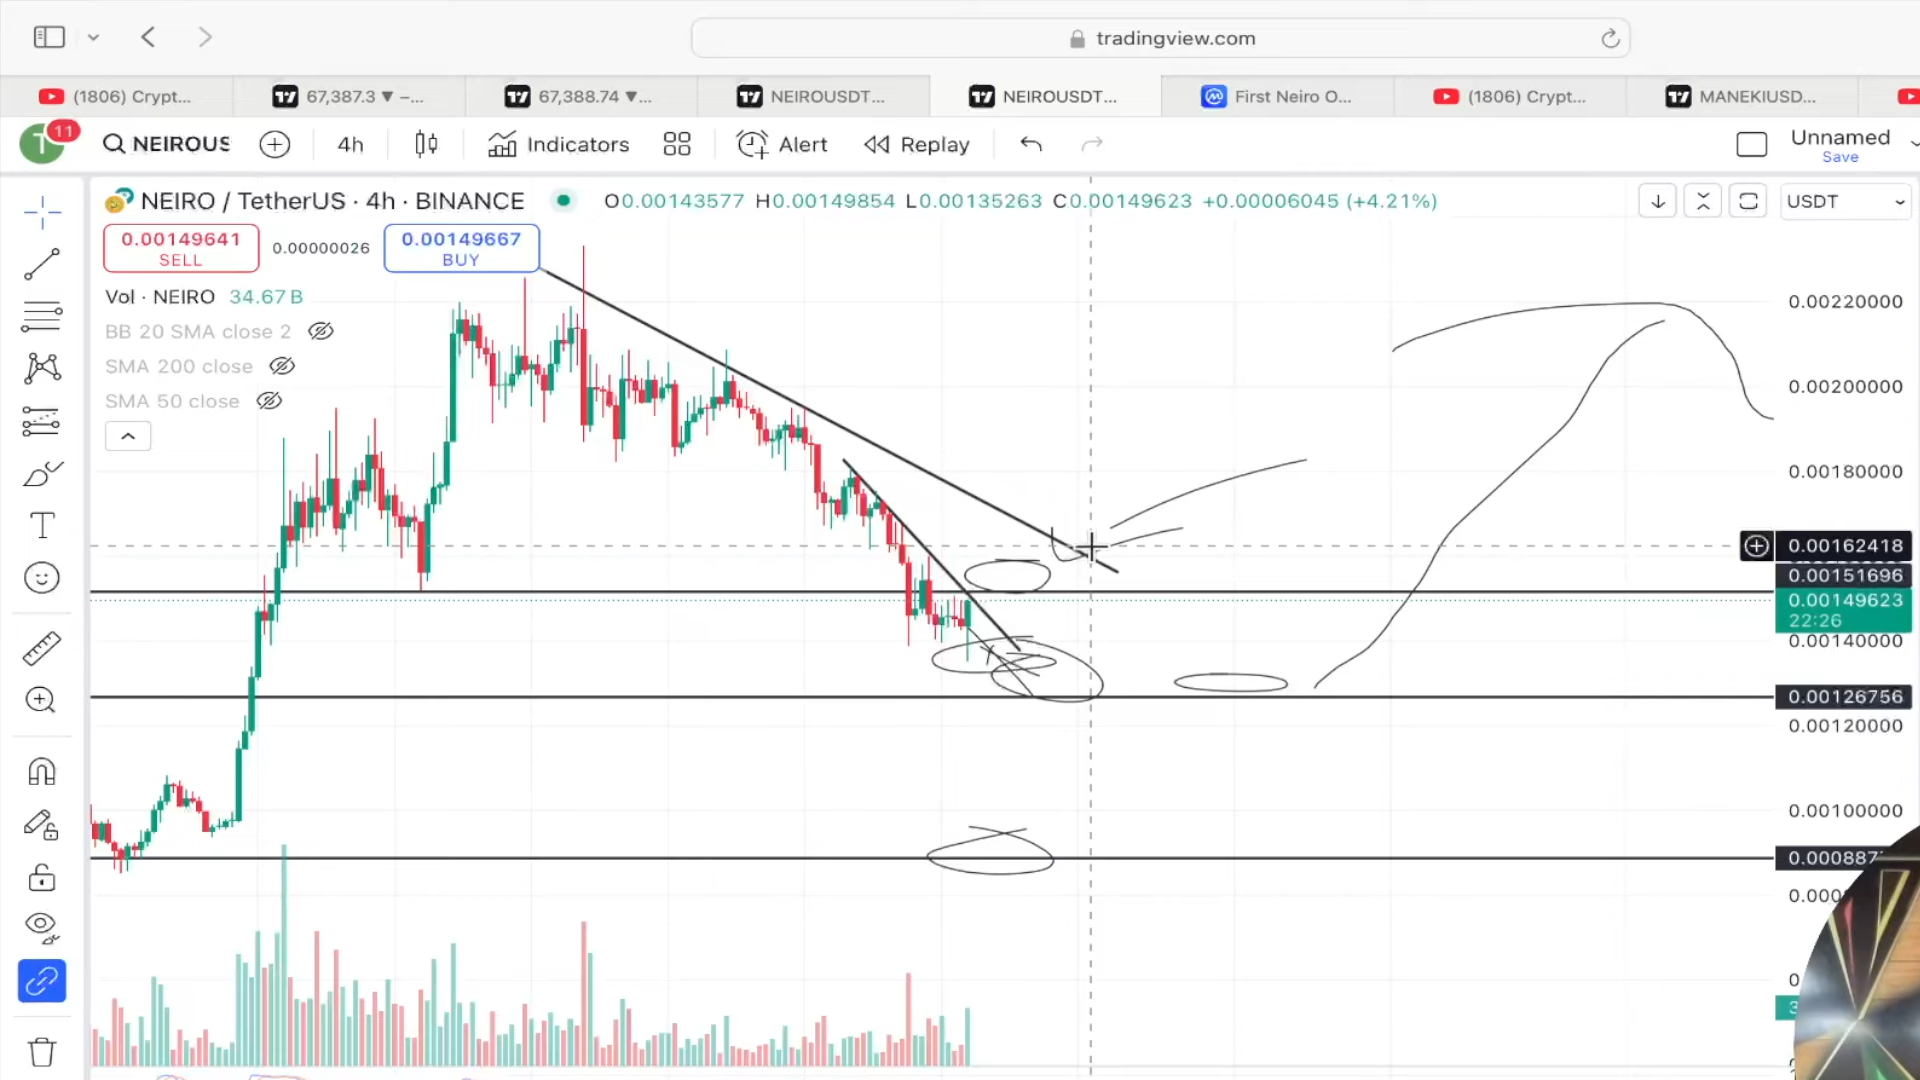 tradingview.com
(1806) Crypt...
67,387.3 ▼ –...
67,388.74 ▼...
NEIROUSDT...
NEIROUSDT...
First Neiro O...
(1806) Crypt...
MANEKIUSD...
T 11 NEIROUS 4h Indicators Alert Replay Unnamed
Save
NEIRO / TetherUS · 4h · BINANCE O0.00143577 H0.00149854 L0.00135263 C0.00149623 +0.00006045 (+4.21%) USDT
0.00149641 0.00000026 0.00149667
SELL BUY
Vol · NEIRO 34.67B
BB 20 SMA close 2
SMA 200 close
SMA 50 close
0.00220000
0.00200000
0.00180000
0.00162418
0.00151696
0.00149623
22:26
0.00140000
0.00126756
0.00120000
0.00100000